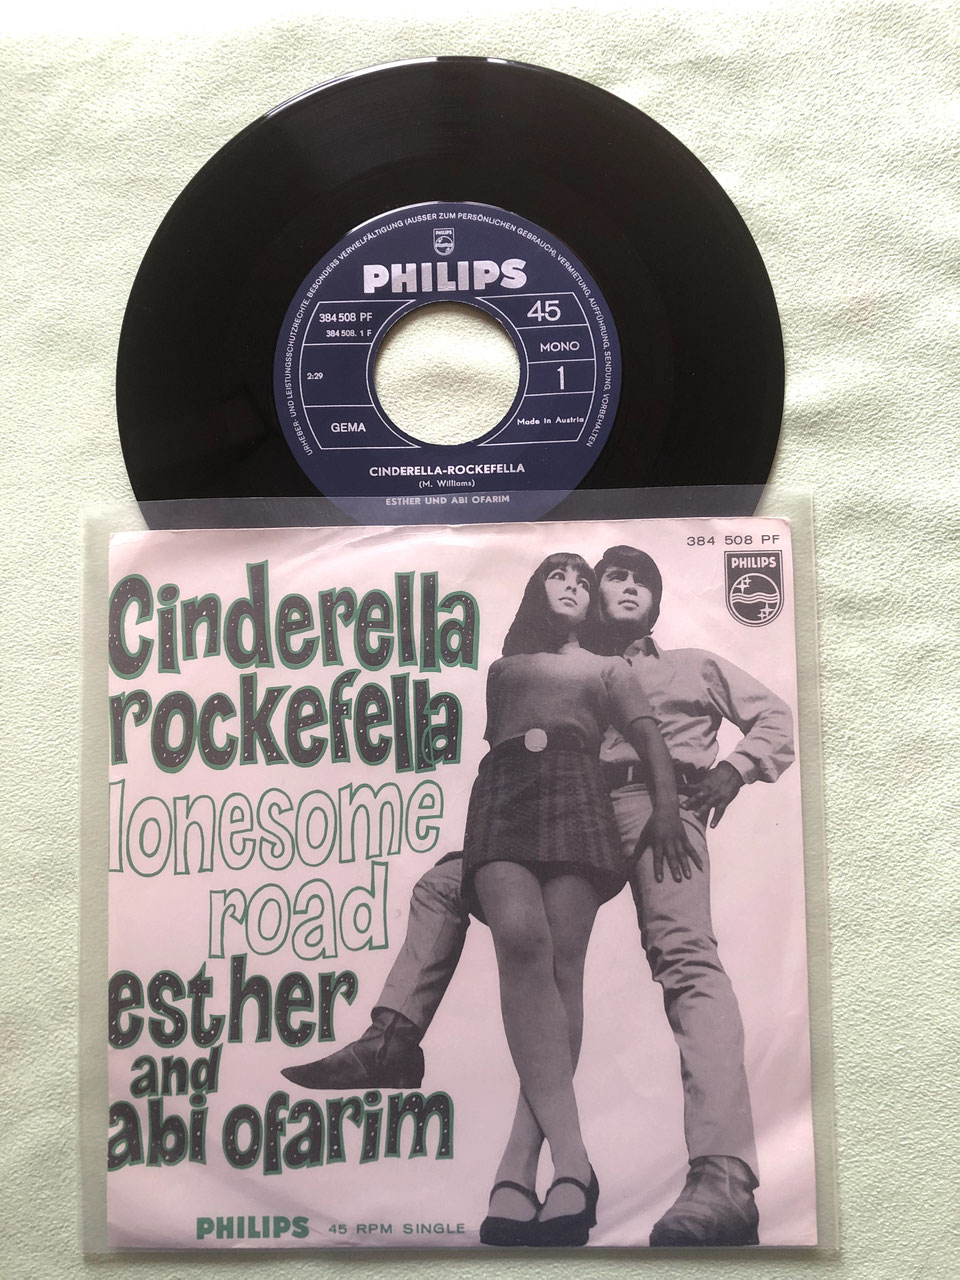 URHEBER- UND LEISTUNGSSCHUTZRECHTE, BESONDERS VERVIELFÄLTIGUNG (AUSSER ZUM PERSÖNLICHEN GEBRAUCH), VERMIETUNG, AUFFÜHRUNG, SENDUNG, VORBEHALTEN
PHILIPS
PHILIPS
384 508 PF
384 508. 1 F
45
MONO
2:29
1
GEMA
Made in Austria
CINDERELLA-ROCKEFELLA
(M. Williams)
ESTHER UND ABI OFARIM
384 508 PF
PHILIPS
Cinderella
rockefella
lonesome
road
esther
and
abi ofarim
PHILIPS 45 RPM SINGLE